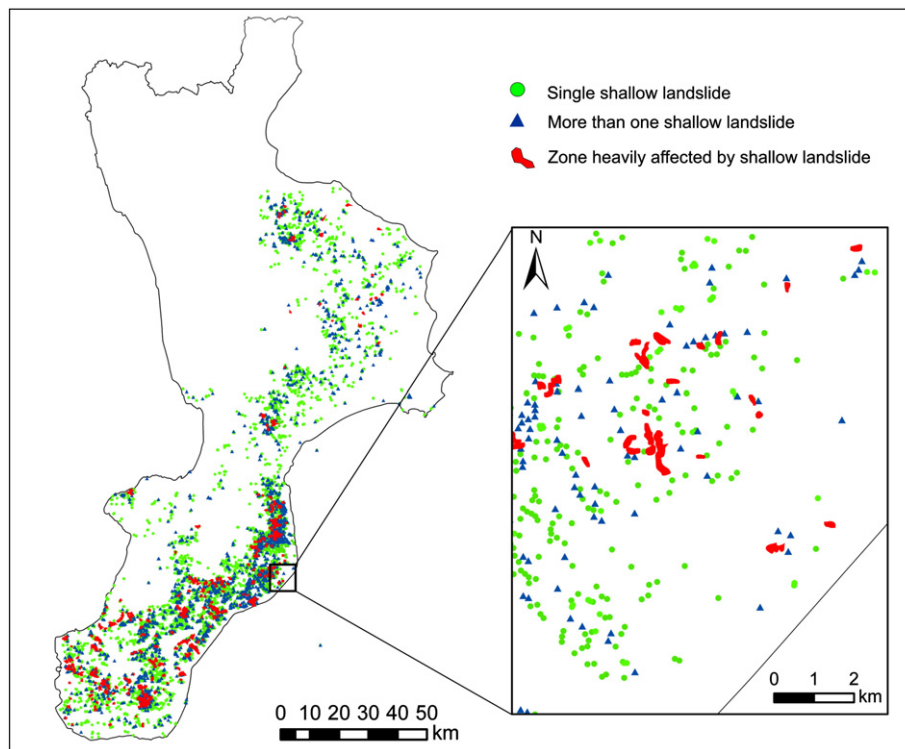 Single shallow landslide
More than one shallow landslide
Zone heavily affected by shallow landslide
N
0 1 2
km
0 10 20 30 40 50
km